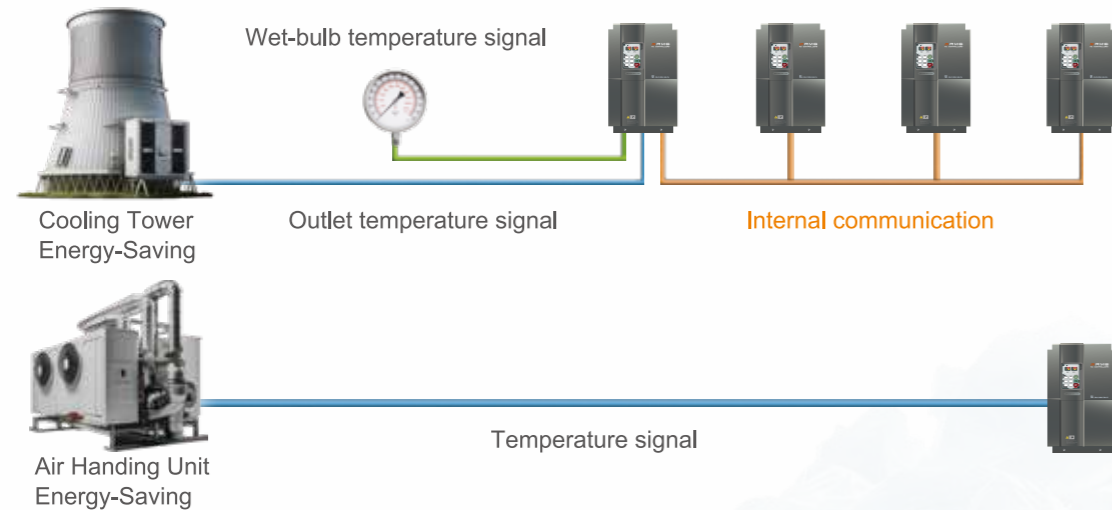 Wet-bulb temperature signal
Cooling Tower
Energy-Saving
Outlet temperature signal
Internal communication
Temperature signal
Air Handing Unit
Energy-Saving